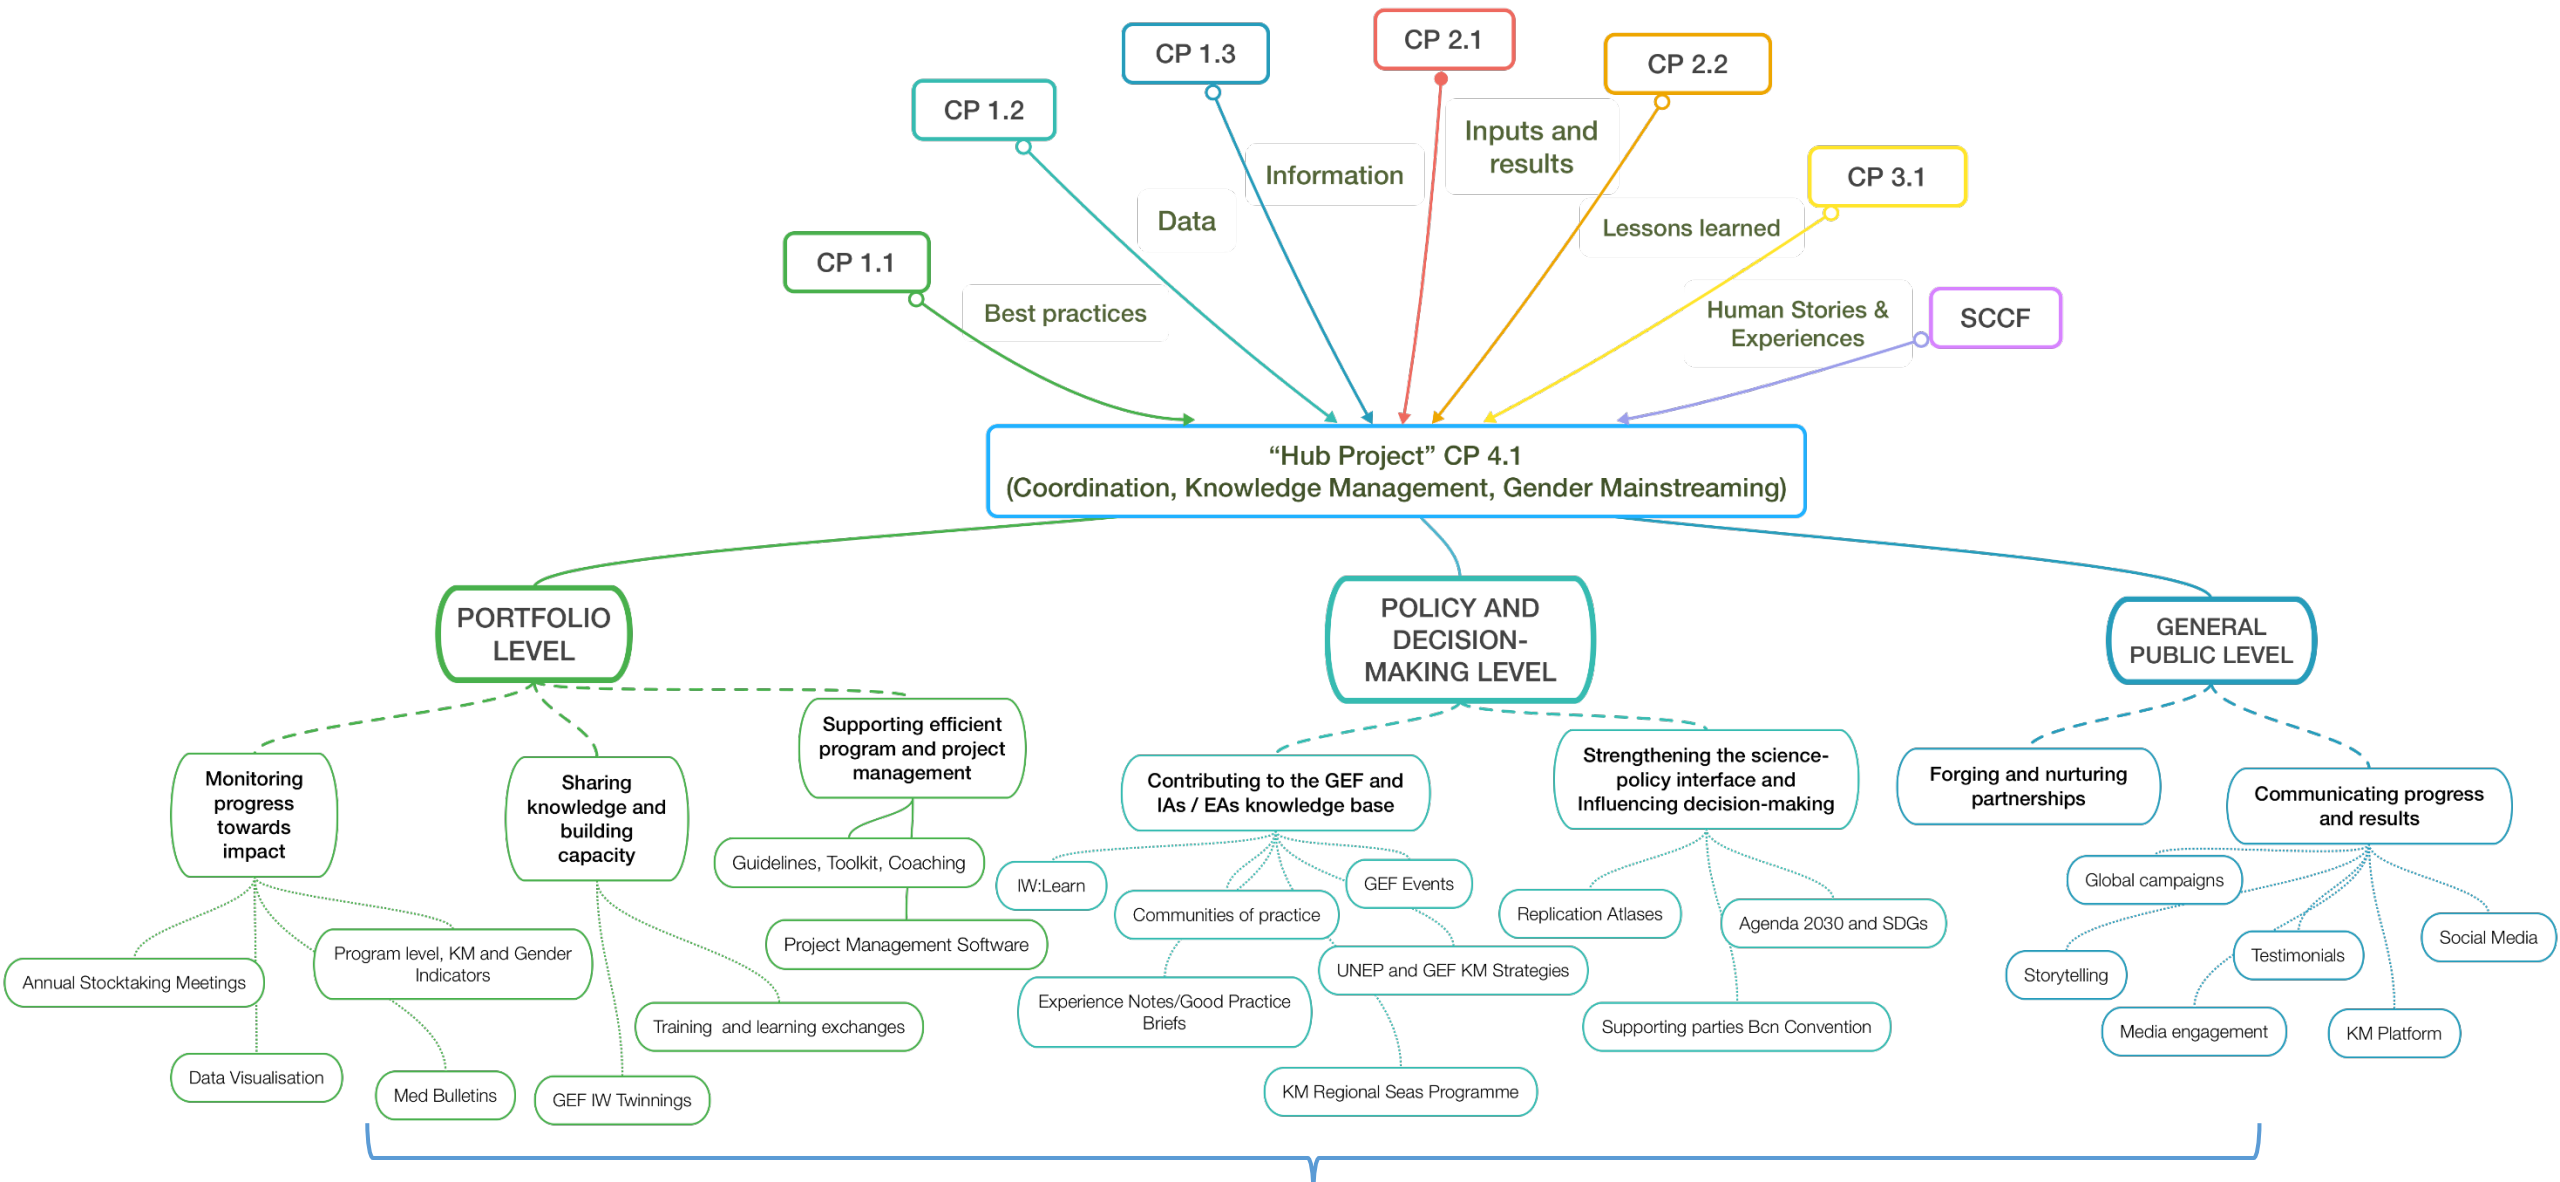 CP 2.1
CP 1.3
CP 2.2
CP 1.2
Inputs and
results
Information
CP 3.1
Data
Lessons learned
CP 1.1
Best practices
Human Stories &
Experiences
SCCF
“Hub Project” CP 4.1
(Coordination, Knowledge Management, Gender Mainstreaming)
PORTFOLIO
LEVEL
POLICY AND
DECISION-
MAKING LEVEL
GENERAL
PUBLIC LEVEL
Monitoring
progress
towards
impact
Sharing
knowledge and
building
capacity
Supporting efficient
program and project
management
Contributing to the GEF and
IAs / EAs knowledge base
Strengthening the science-
policy interface and
Influencing decision-making
Forging and nurturing
partnerships
Communicating progress
and results
Guidelines, Toolkit, Coaching
Project Management Software
Annual Stocktaking Meetings
Program level, KM and Gender
Indicators
Data Visualisation
Med Bulletins
Training and learning exchanges
GEF IW Twinnings
IW:Learn
Communities of practice
GEF Events
Experience Notes/Good Practice
Briefs
UNEP and GEF KM Strategies
KM Regional Seas Programme
Replication Atlases
Agenda 2030 and SDGs
Supporting parties Bcn Convention
Global campaigns
Storytelling
Testimonials
Social Media
Media engagement
KM Platform